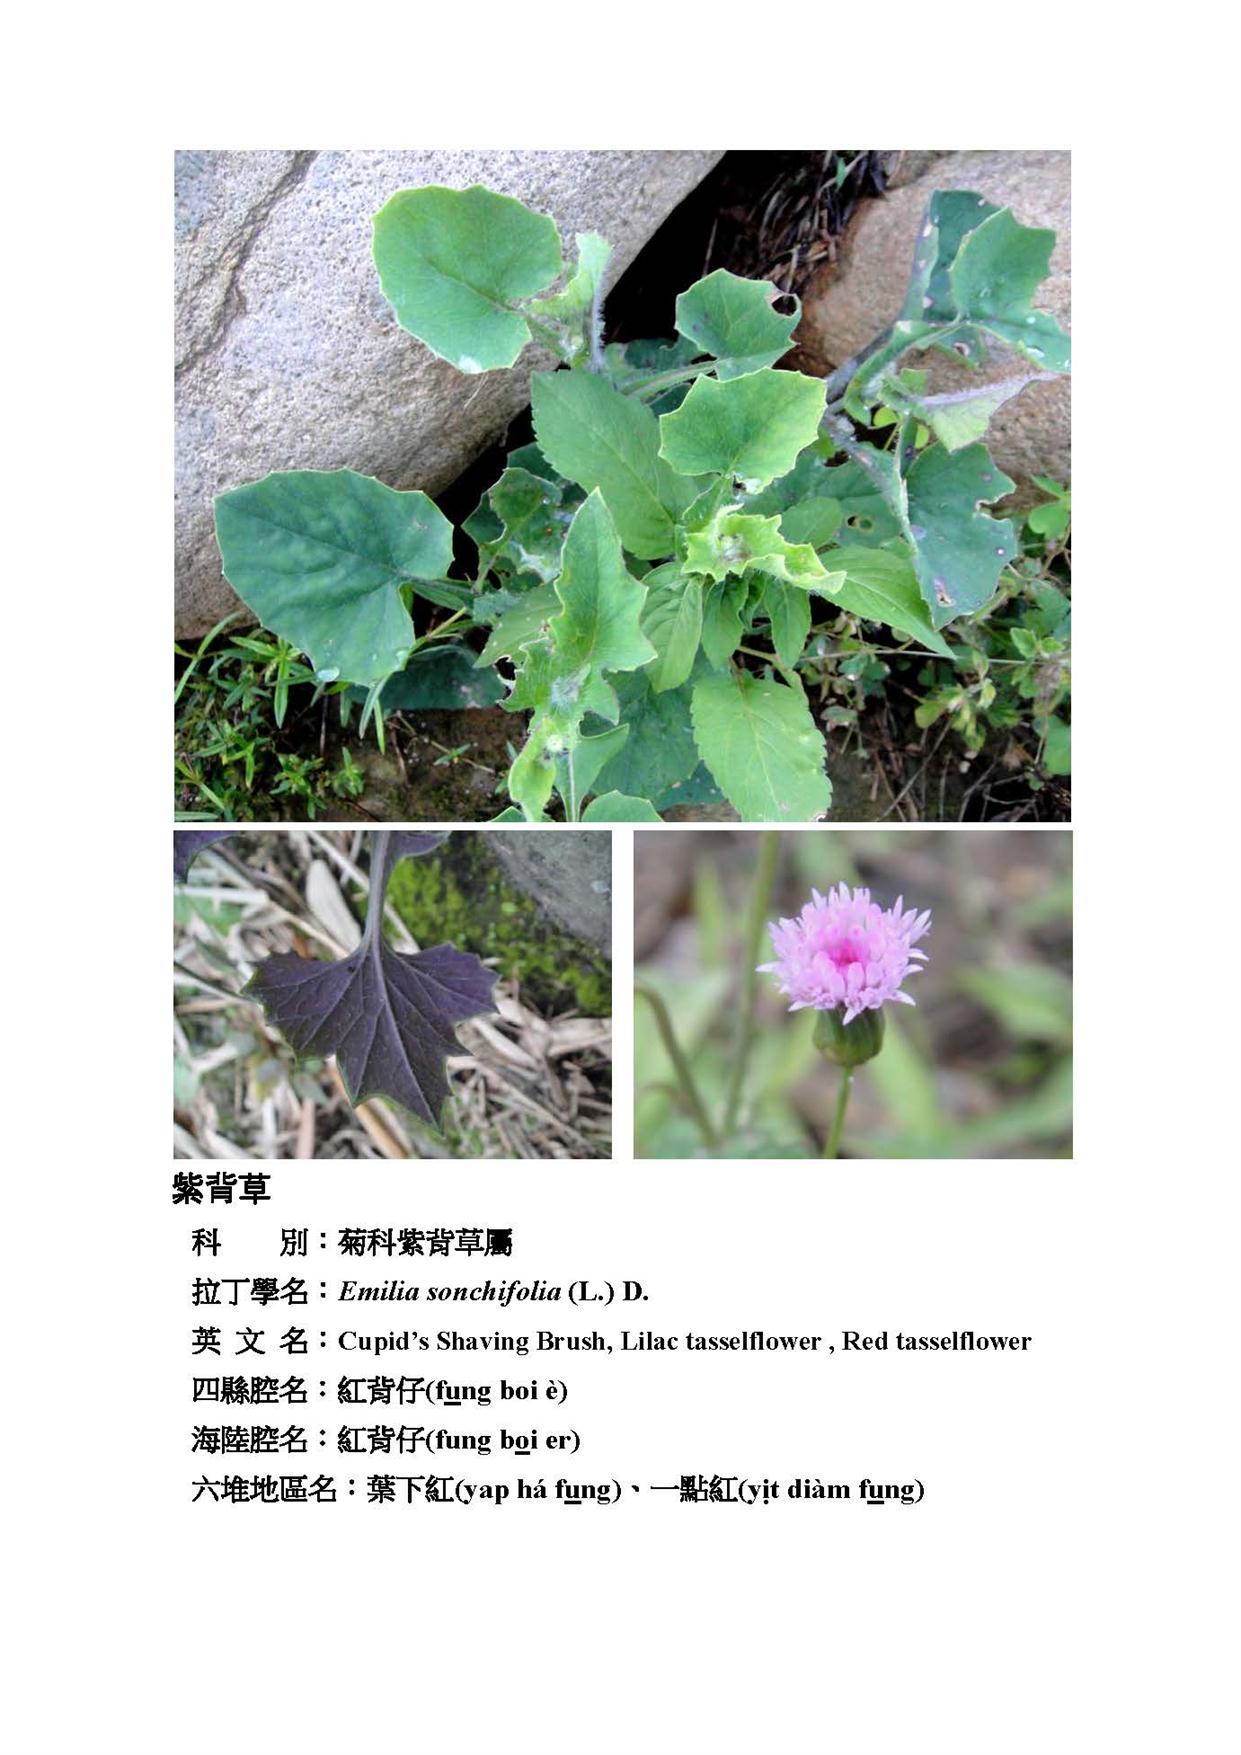 紫背草
科　　別：菊科紫背草屬
拉丁學名：Emilia sonchifolia (L.) D.
英 文 名：Cupid’s Shaving Brush, Lilac tasselflower , Red tasselflower
四縣腔名：紅背仔(fung boi è)
海陸腔名：紅背仔(fung boi er)
六堆地區名：葉下紅(yap há fung)、一點紅(yit diàm fung)